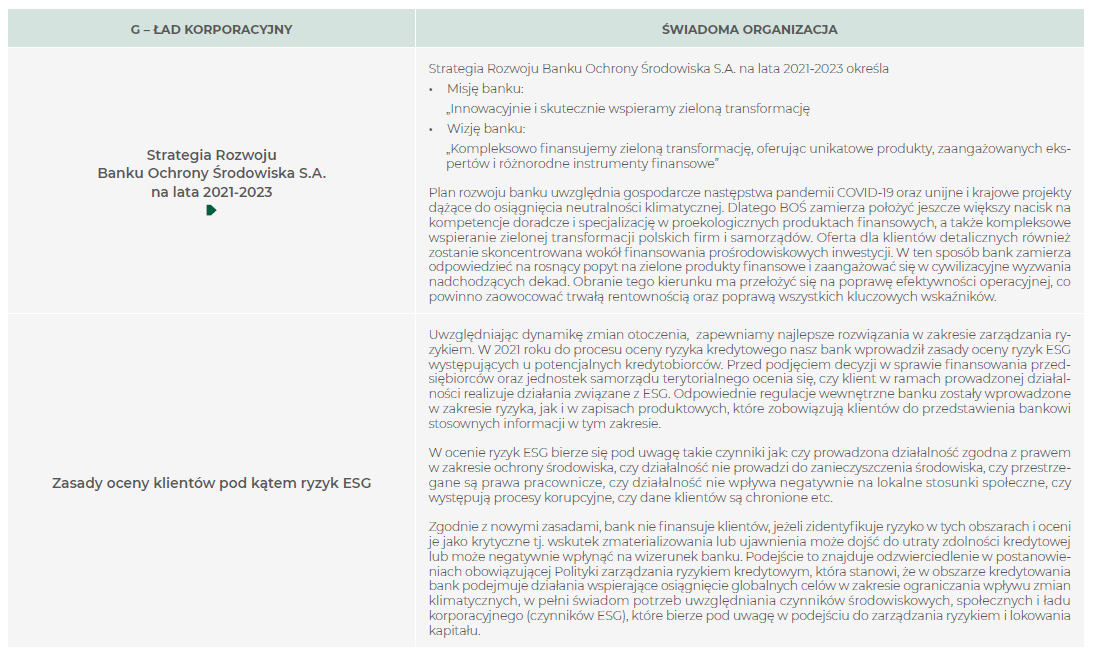 G – ŁAD KORPORACYJNY
ŚWIADOMA ORGANIZACJA
Strategia Rozwoju
Banku Ochrony Środowiska S.A.
na lata 2021-2023
Strategia Rozwoju Banku Ochrony Środowiska S.A. na lata 2021-2023 określa
• Misję banku:
„Innowacyjnie i skutecznie wspieramy zieloną transformację
• Wizję banku:
„Kompleksowo finansujemy zieloną transformację, oferując unikatowe produkty, zaangażowanych eks-
pertów i różnorodne instrumenty finansowe”
Plan rozwoju banku uwzględnia gospodarcze następstwa pandemii COVID-19 oraz unijne i krajowe projekty
dążące do osiągnięcia neutralności klimatycznej. Dlatego BOŚ zamierza położyć jeszcze większy nacisk na
kompetencje doradcze i specjalizację w proekologicznych produktach finansowych, a także kompleksowe
wspieranie zielonej transformacji polskich firm i samorządów. Oferta dla klientów detalicznych również
zostanie skoncentrowana wokół finansowania prośrodowiskowych inwestycji. W ten sposób bank zamierza
odpowiedzieć na rosnący popyt na zielone produkty finansowe i zaangażować się w cywilizacyjne wyzwania
nadchodzących dekad. Obranie tego kierunku ma przełożyć się na poprawę efektywności operacyjnej, co
powinno zaowocować trwałą rentownością oraz poprawą wszystkich kluczowych wskaźników.
Zasady oceny klientów pod kątem ryzyk ESG
Uwzględniając dynamikę zmian otoczenia, zapewniamy najlepsze rozwiązania w zakresie zarządzania ry-
zykiem. W 2021 roku do procesu oceny ryzyka kredytowego nasz bank wprowadził zasady oceny ryzyk ESG
występujących u potencjalnych kredytobiorców. Przed podjęciem decyzji w sprawie finansowania przed-
siębiorców oraz jednostek samorządu terytorialnego ocenia się, czy klient w ramach prowadzonej działal-
ności realizuje działania związane z ESG. Odpowiednie regulacje wewnętrzne banku zostały wprowadzone
w zakresie ryzyka, jak i w zapisach produktowych, które zobowiązują klientów do przedstawienia bankowi
stosownych informacji w tym zakresie.
W ocenie ryzyk ESG bierze się pod uwagę takie czynniki jak: czy prowadzona działalność zgodna z prawem
w zakresie ochrony środowiska, czy działalność nie prowadzi do zanieczyszczenia środowiska, czy przestrze-
gane są prawa pracownicze, czy działalność nie wpływa negatywnie na lokalne stosunki społeczne, czy
występują procesy korupcyjne, czy dane klientów są chronione etc.
Zgodnie z nowymi zasadami, bank nie finansuje klientów, jeżeli zidentyfikuje ryzyko w tych obszarach i oceni
je jako krytyczne tj. wskutek zmaterializowania lub ujawnienia może dojść do utraty zdolności kredytowej
lub może negatywnie wpłynąć na wizerunek banku. Podejście to znajduje odzwierciedlenie w postanowie-
niach obowiązującej Polityki zarządzania ryzykiem kredytowym, która stanowi, że w obszarze kredytowania
bank podejmuje działania wspierające osiągnięcie globalnych celów w zakresie ograniczania wpływu zmian
klimatycznych, w pełni świadom potrzeb uwzględniania czynników środowiskowych, społecznych i ładu
korporacyjnego (czynników ESG), które bierze pod uwagę w podejściu do zarządzania ryzykiem i lokowania
kapitału.